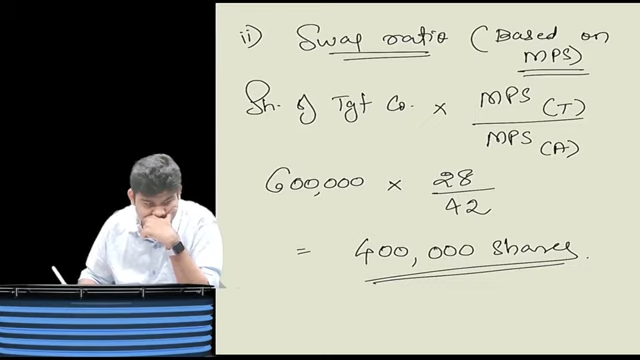 ii) Swap ratio (Based on MPS)
Sh. of Tgt Co. × MPS (T) / MPS (A)
600,000 × 28 / 42
= 400,000 shares.